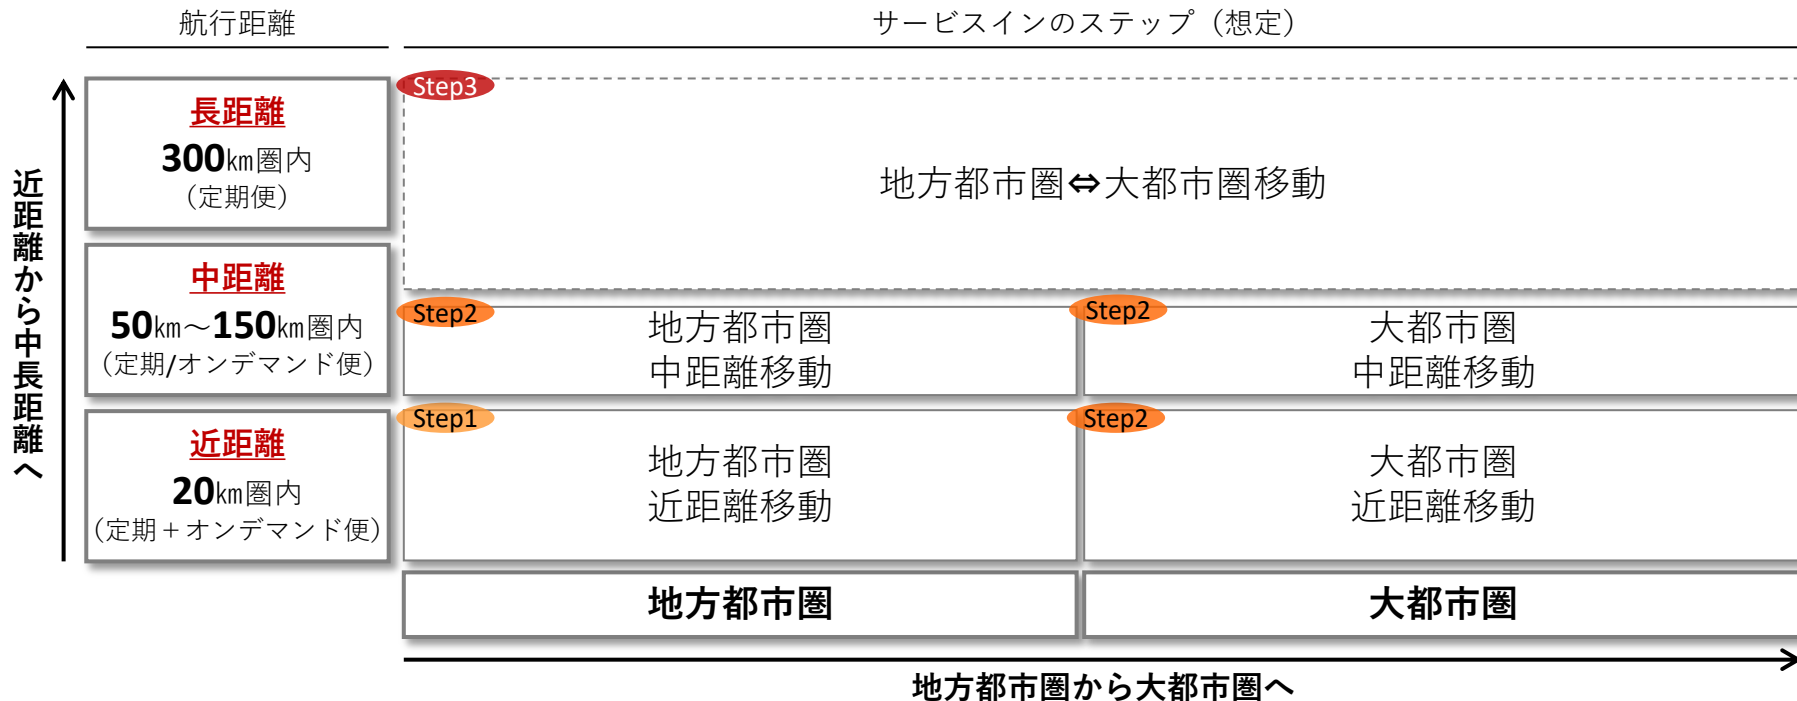 航行距離
サービスインのステップ（想定）
近距離から中長距離へ
長距離
300㎞圏内
（定期便）
中距離
50㎞～150㎞圏内
（定期/オンデマンド便）
近距離
20㎞圏内
（定期＋オンデマンド便）
Step3
地方都市圏⇔大都市圏移動
Step2
地方都市圏
中距離移動
Step2
大都市圏
中距離移動
Step1
地方都市圏
近距離移動
Step2
大都市圏
近距離移動
地方都市圏
大都市圏
地方都市圏から大都市圏へ